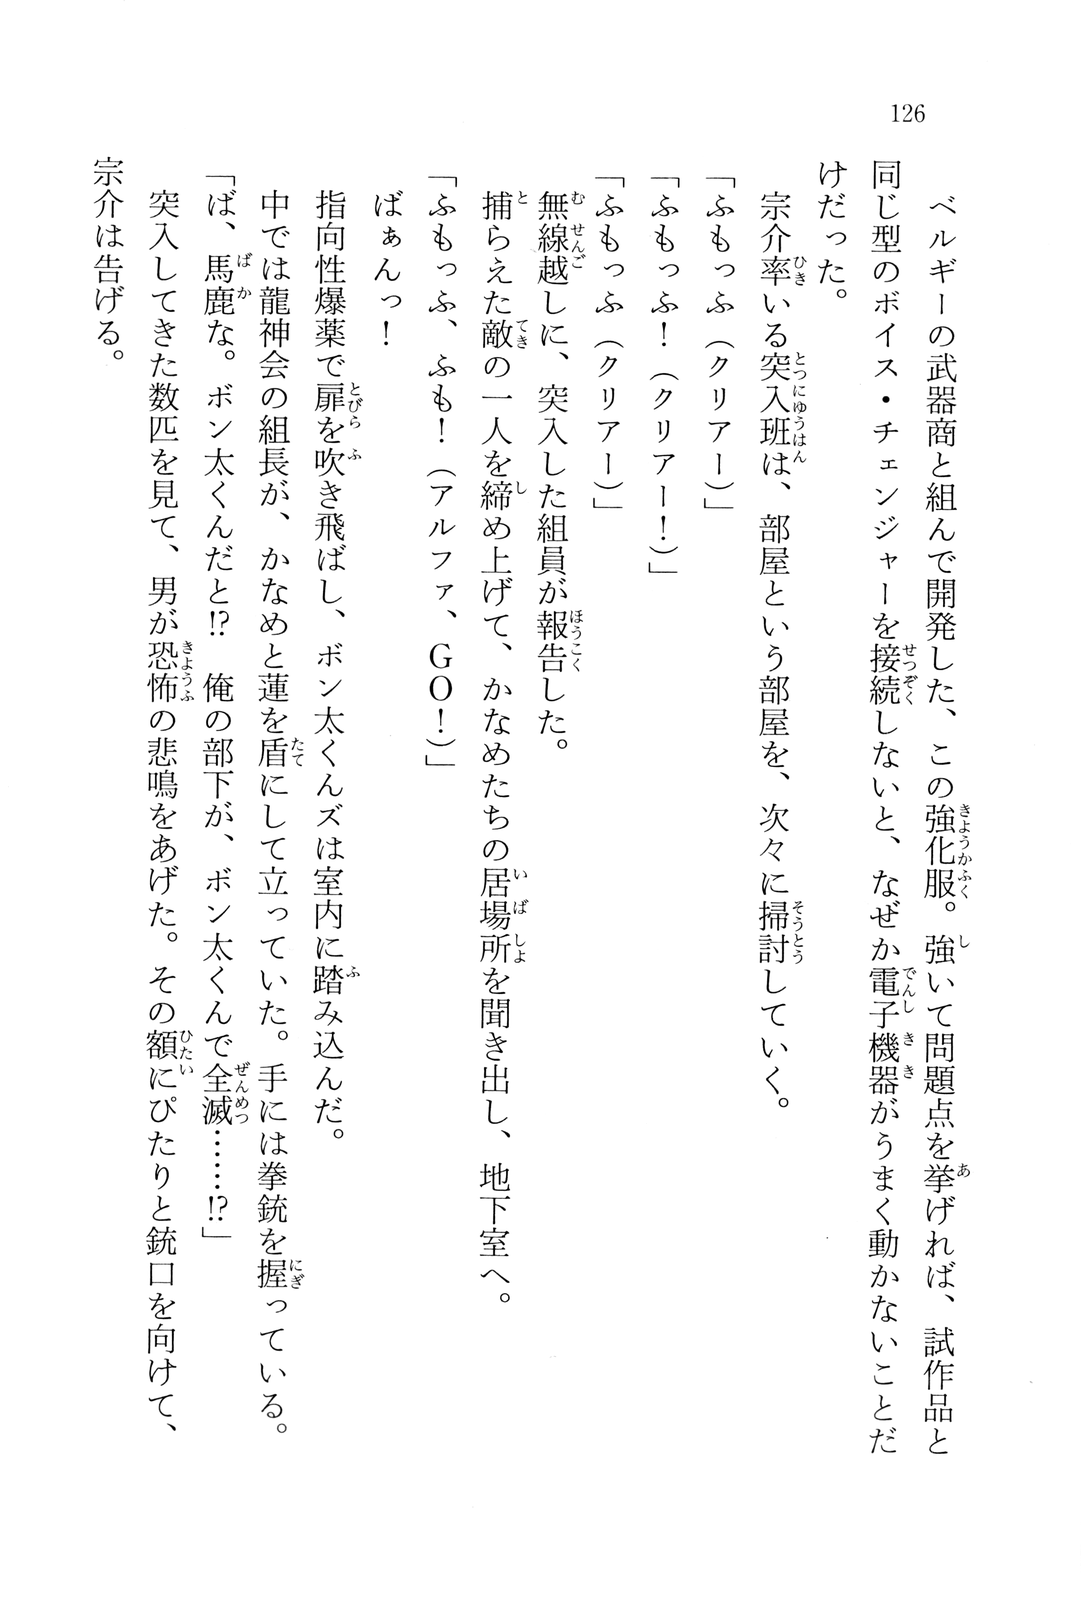 126
　ベルギーの武器商と組んで開発した、この強化服。強いて問題点を挙げれば、試作品と
同じ型のボイス・チェンジャーを接続しないと、なぜか電子機器がうまく動かないことだ
けだった。
　宗介率いる突入班は、部屋という部屋を、次々に掃討していく。
「ふもっふ（クリアー）」
「ふもっふ！（クリアー！）」
「ふもっふ（クリアー）」
　無線越しに、突入した組員が報告した。
　捕らえた敵の一人を締め上げて、かなめたちの居場所を聞き出し、地下室へ。
「ふもっふ、ふも！（アルファ、ＧＯ！）」
　ばぁんっ！
　指向性爆薬で扉を吹き飛ばし、ボン太くんズは室内に踏み込んだ。
　中では龍神会の組長が、かなめと蓮を盾にして立っていた。手には拳銃を握っている。
「ば、馬鹿な。ボン太くんだと!?　俺の部下が、ボン太くんで全滅……!?」
　突入してきた数匹を見て、男が恐怖の悲鳴をあげた。その額にぴたりと銃口を向けて、
宗介は告げる。